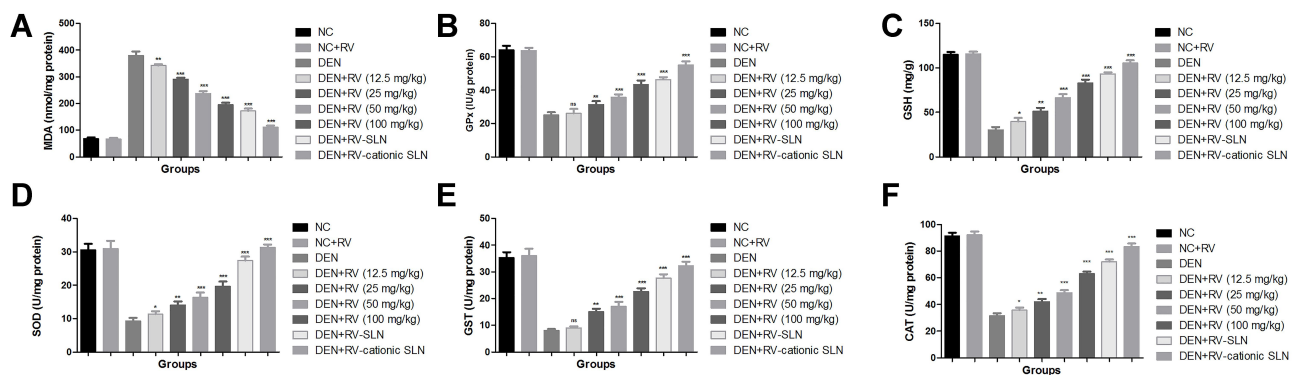 A
MDA (nmol/mg protein)
500
400
300
200
100
0
**
***
***
***
***
***
Groups
NC
NC+RV
DEN
DEN+RV (12.5 mg/kg)
DEN+RV (25 mg/kg)
DEN+RV (50 mg/kg)
DEN+RV (100 mg/kg)
DEN+RV-SLN
DEN+RV-cationic SLN
B
GPx (IU/g protein)
80
60
40
20
0
ns
**
***
***
***
***
Groups
NC
NC+RV
DEN
DEN+RV (12.5 mg/kg)
DEN+RV (25 mg/kg)
DEN+RV (50 mg/kg)
DEN+RV (100 mg/kg)
DEN+RV-SLN
DEN+RV-cationic SLN
C
GSH (mg/g)
150
100
50
0
*
**
***
***
***
***
Groups
NC
NC+RV
DEN
DEN+RV (12.5 mg/kg)
DEN+RV (25 mg/kg)
DEN+RV (50 mg/kg)
DEN+RV (100 mg/kg)
DEN+RV-SLN
DEN+RV-cationic SLN
D
SOD (U/mg protein)
40
30
20
10
0
*
**
***
***
***
***
Groups
NC
NC+RV
DEN
DEN+RV (12.5 mg/kg)
DEN+RV (25 mg/kg)
DEN+RV (50 mg/kg)
DEN+RV (100 mg/kg)
DEN+RV-SLN
DEN+RV-cationic SLN
E
GST (U/mg protein)
50
40
30
20
10
0
ns
**
***
***
***
***
Groups
NC
NC+RV
DEN
DEN+RV (12.5 mg/kg)
DEN+RV (25 mg/kg)
DEN+RV (50 mg/kg)
DEN+RV (100 mg/kg)
DEN+RV-SLN
DEN+RV-cationic SLN
F
CAT (U/mg protein)
100
80
60
40
20
0
*
**
***
***
***
***
Groups
NC
NC+RV
DEN
DEN+RV (12.5 mg/kg)
DEN+RV (25 mg/kg)
DEN+RV (50 mg/kg)
DEN+RV (100 mg/kg)
DEN+RV-SLN
DEN+RV-cationic SLN